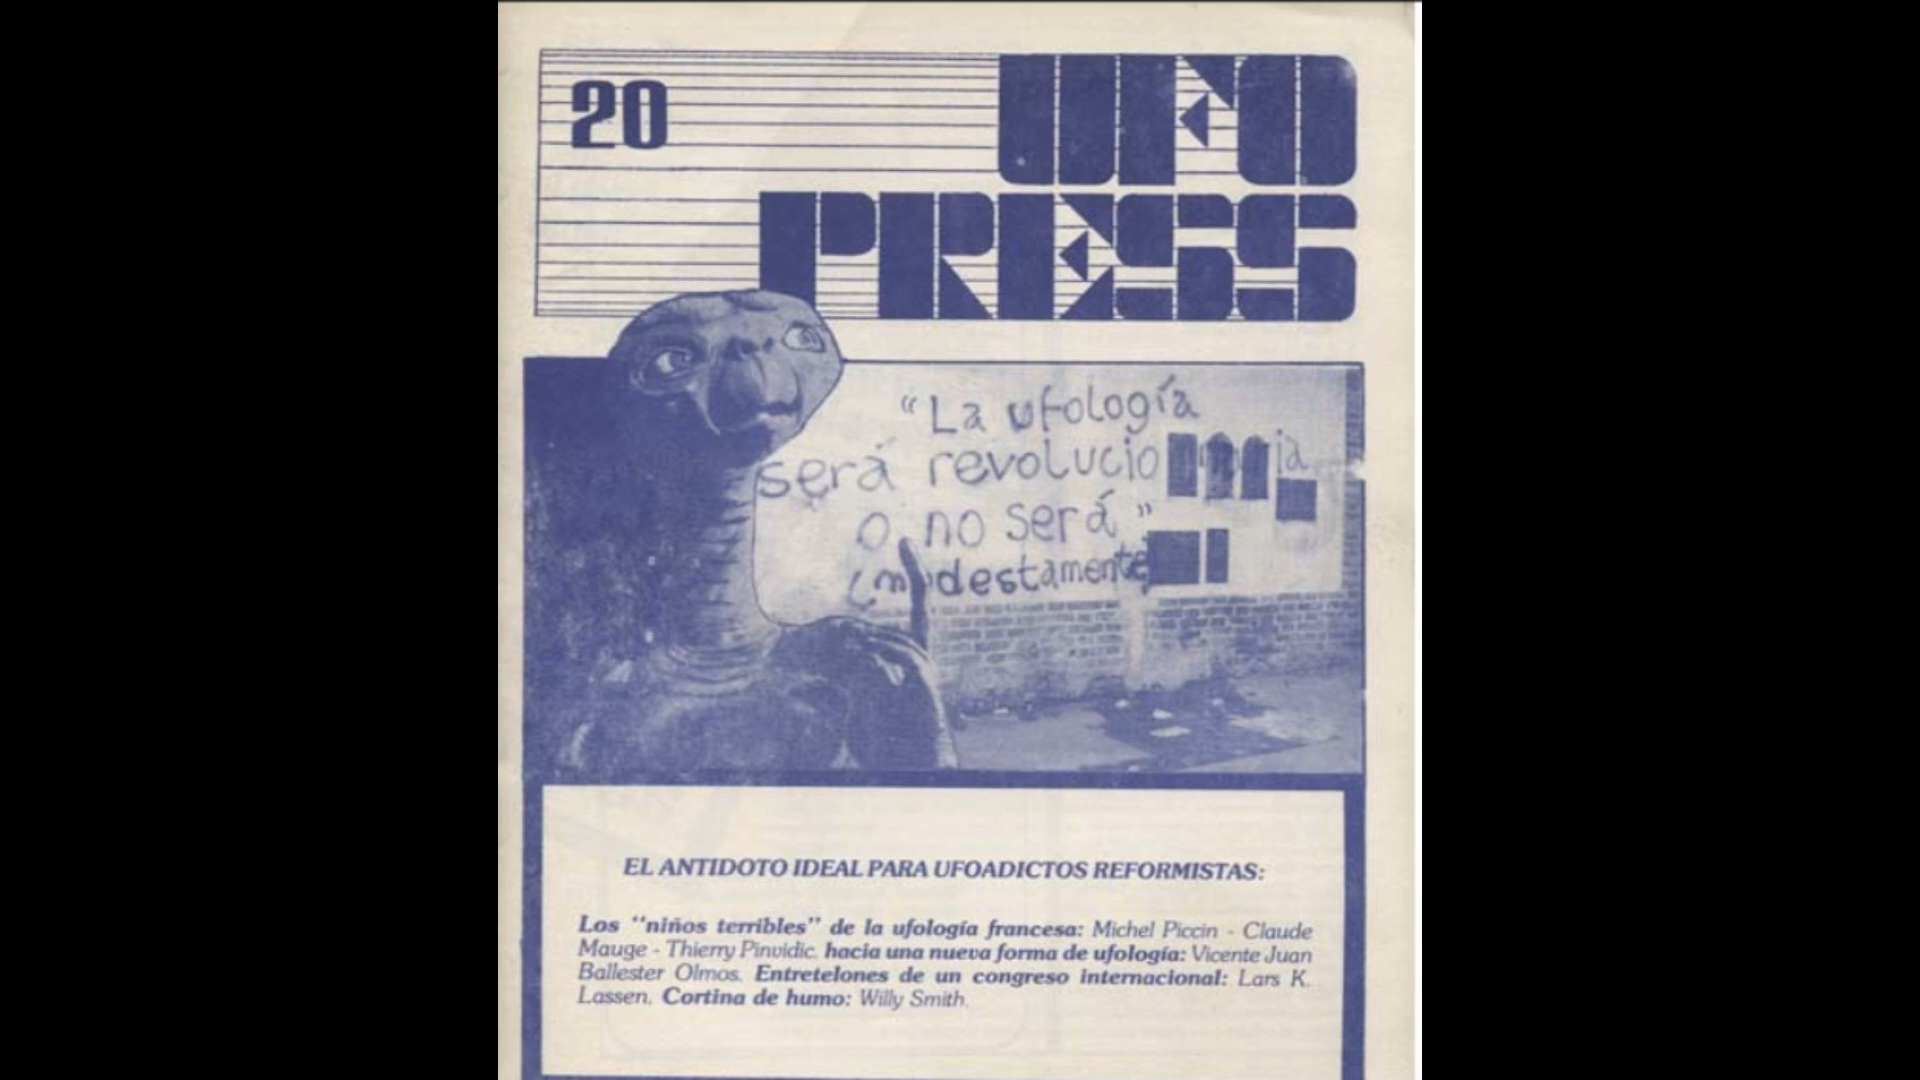 20
UFO
PRESS
“La ufología
será revolucio
o no será”
EL ANTIDOTO IDEAL PARA UFOADICTOS REFORMISTAS:
Los “niños terribles” de la ufología francesa: Michel Piccin - Claude
Mauge - Thierry Pinvidic. hacia una nueva forma de ufología: Vicente Juan
Ballester Olmos. Entretelones de un congreso internacional: Lars K.
Lassen. Cortina de humo: Willy Smith.